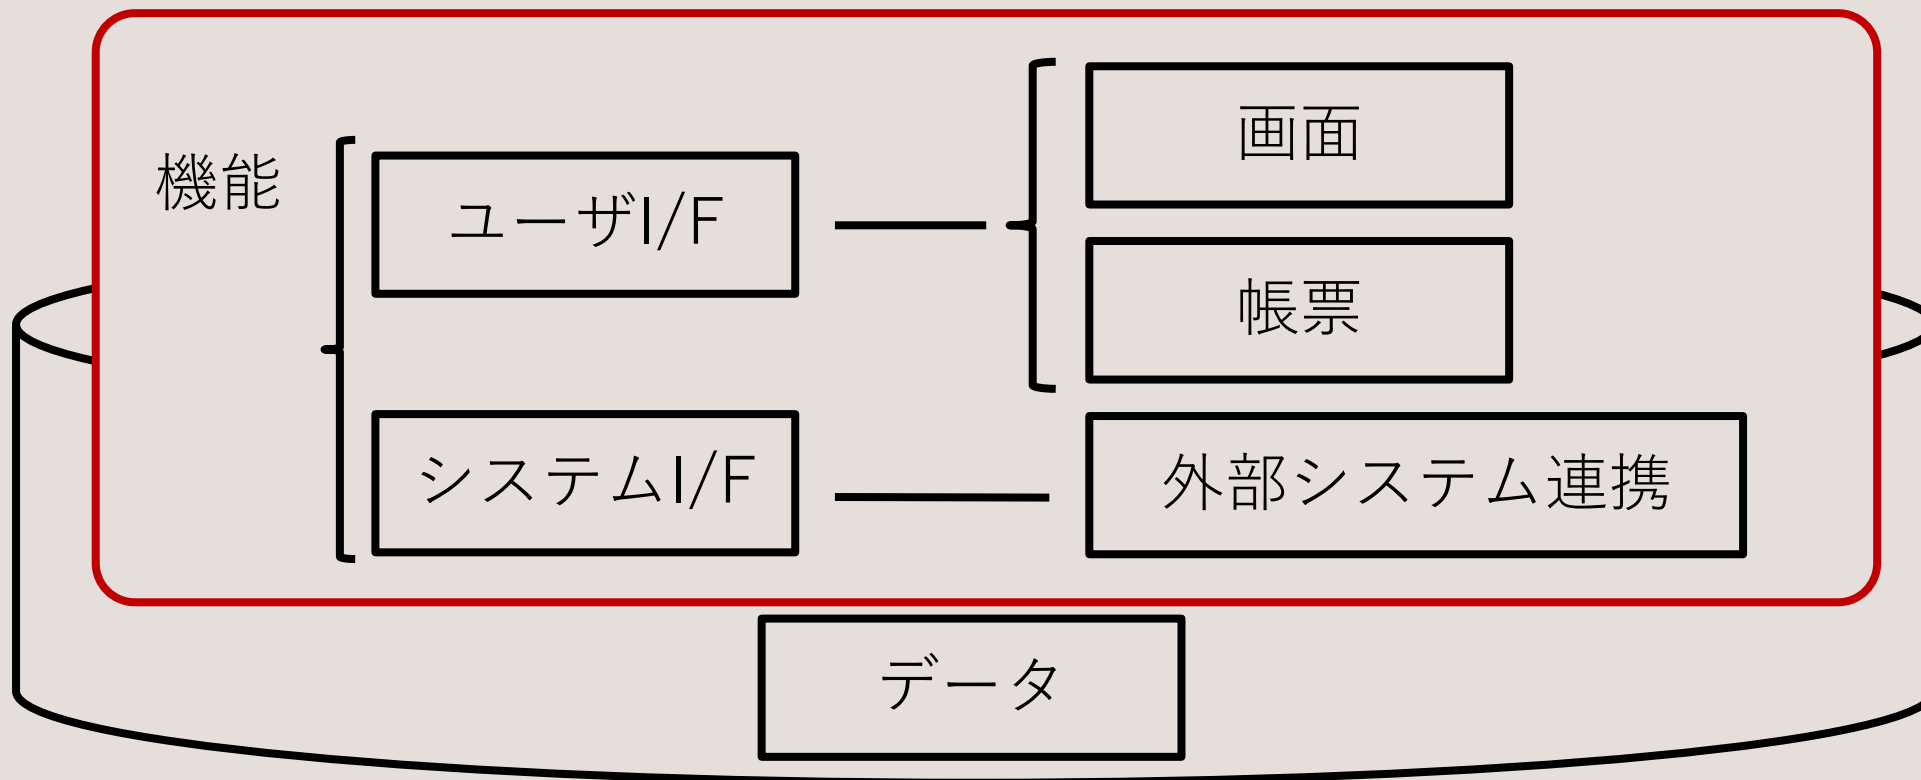 機能
ユーザI/F
画面
帳票
システムI/F
外部システム連携
データ